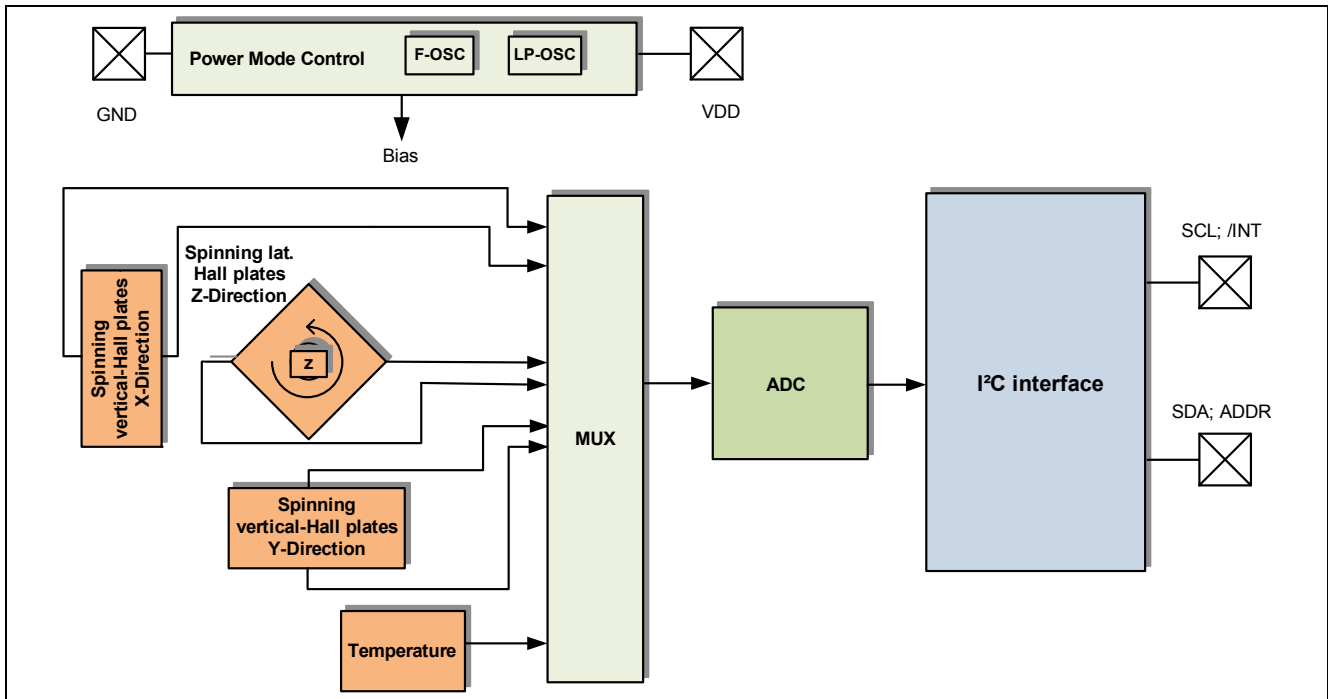 Power Mode Control
F-OSC
LP-OSC
GND
VDD
Bias
Spinning lat.
Hall plates
Z-Direction
Spinning
vertical-Hall plates
X-Direction
Z
MUX
ADC
I²C interface
SCL; /INT
SDA; ADDR
Spinning
vertical-Hall plates
Y-Direction
Temperature